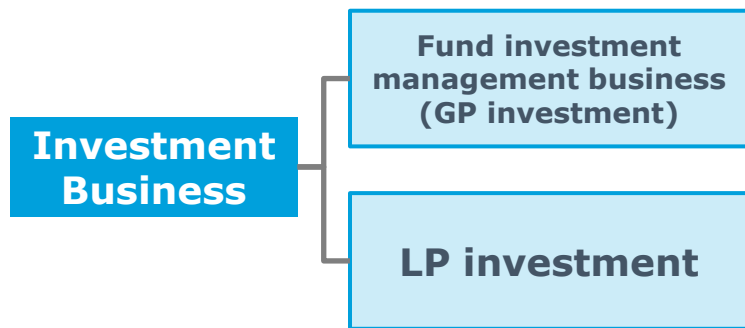 Fund investment
management business
(GP investment)
Investment
Business
LP investment